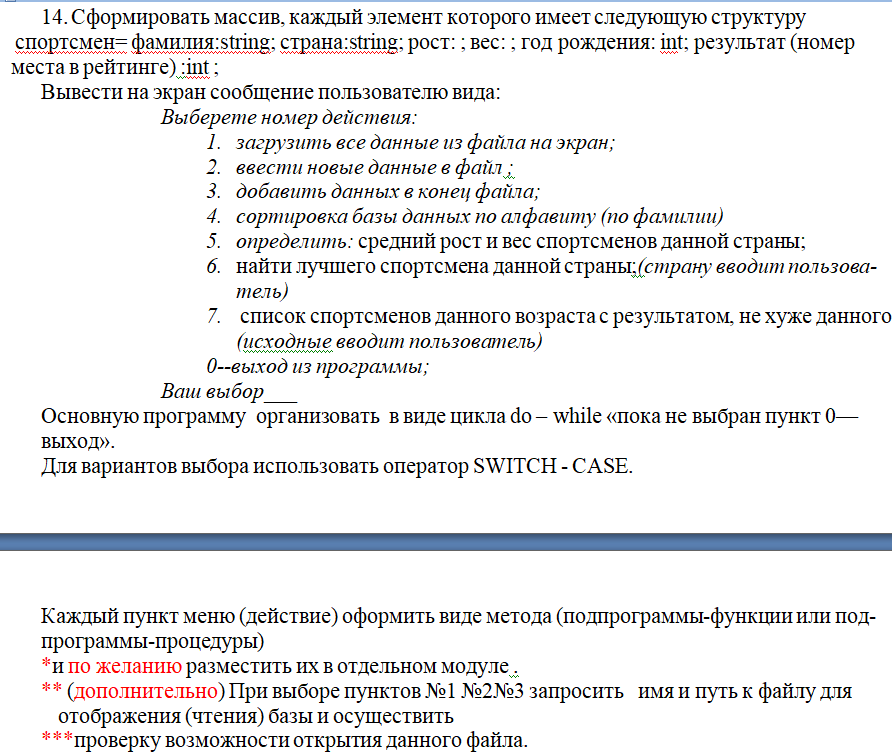 14. Сформировать массив, каждый элемент которого имеет следующую структуру
спортсмен= фамилия:string; страна:string; рост: ; вес: ; год рождения: int; результат (номер
места в рейтинге) :int ;
Вывести на экран сообщение пользователю вида:
Выберете номер действия:
1. загрузить все данные из файла на экран;
2. ввести новые данные в файл ;
3. добавить данных в конец файла;
4. сортировка базы данных по алфавиту (по фамилии)
5. определить: средний рост и вес спортсменов данной страны;
6. найти лучшего спортсмена данной страны;(страну вводит пользова-
тель)
7. список спортсменов данного возраста с результатом, не хуже данного
(исходные вводит пользователь)
0--выход из программы;
Ваш выбор___
Основную программу организовать в виде цикла do – while «пока не выбран пункт 0—
выход».
Для вариантов выбора использовать оператор SWITCH - CASE.
Каждый пункт меню (действие) оформить виде метода (подпрограммы-функции или под-
программы-процедуры)
*и по желанию разместить их в отдельном модуле .
** (дополнительно) При выборе пунктов №1 №2№3 запросить имя и путь к файлу для
отображения (чтения) базы и осуществить
***проверку возможности открытия данного файла.